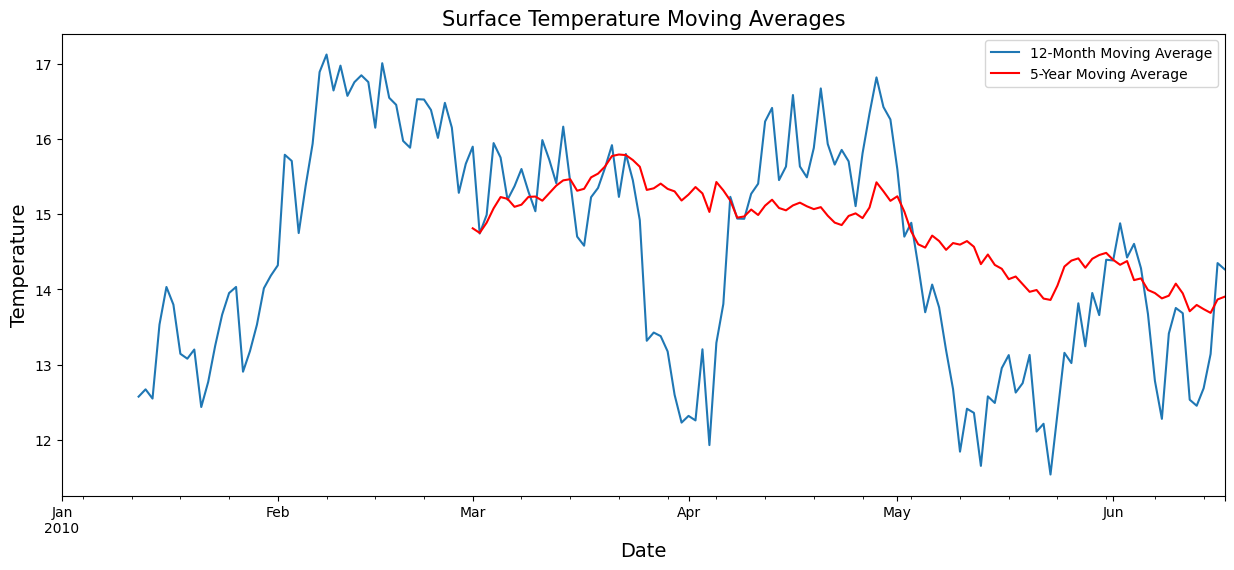 Surface Temperature Moving Averages
12-Month Moving Average
5-Year Moving Average
Temperature
17
16
15
14
13
12
Jan
2010
Feb
Mar
Apr
May
Jun
Date